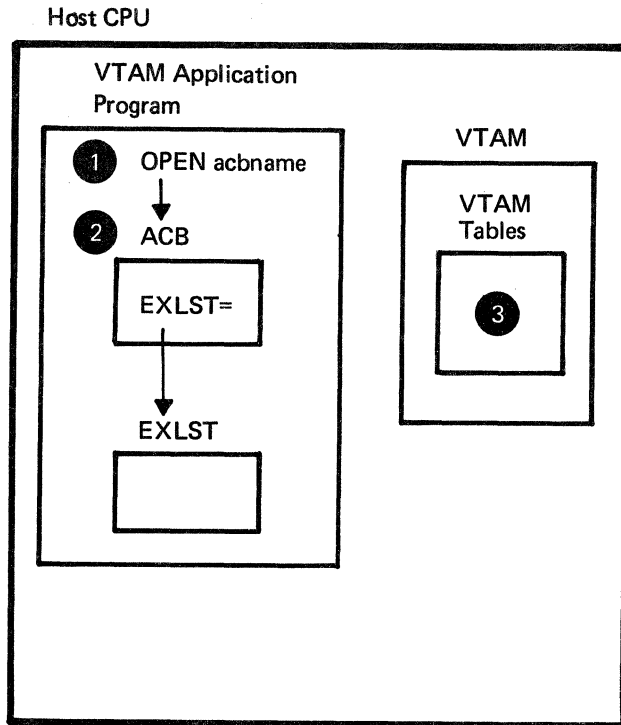 Host CPU
VTAM Application
Program
1 OPEN acbname
2 ACB
EXLST=
EXLST
VTAM
VTAM
Tables
3